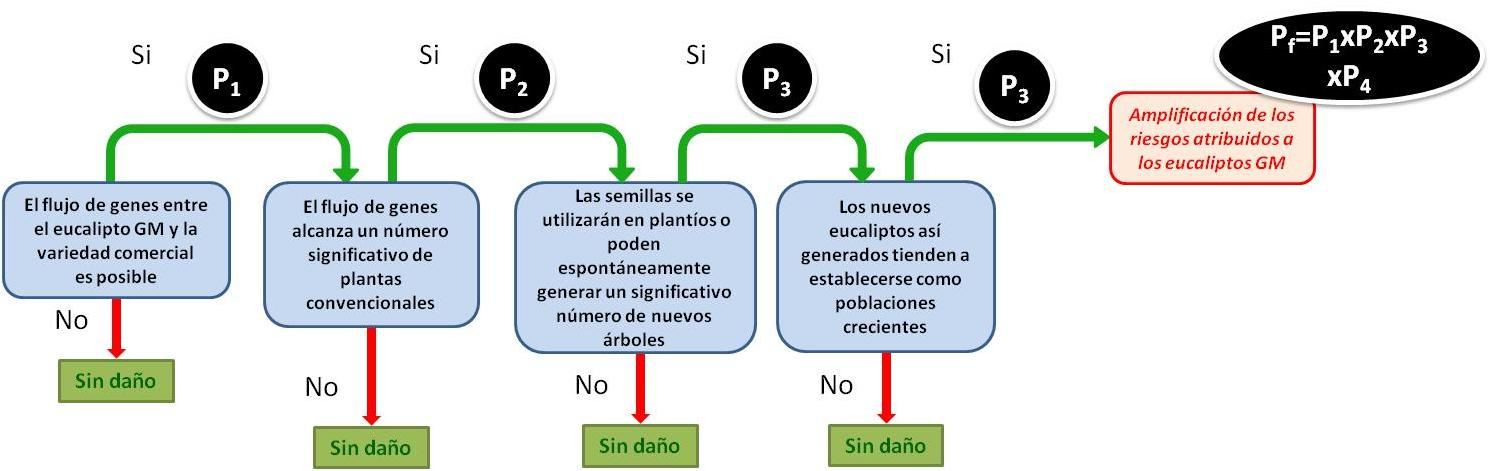 Si
P1
Si
P2
Si
P3
Si
P3
Pf=P1xP2xP3
xP4
El flujo de genes entre
el eucalipto GM y la
variedad comercial
es posible
El flujo de genes
alcanza un número
significativo de
plantas
convencionales
Las semillas se
utilizarán en plantíos o
poden
espontáneamente
generar un significativo
número de nuevos
árboles
Los nuevos
eucaliptos así
generados tienden a
establecerse como
poblaciones
crecientes
Amplificación de los
riesgos atribuidos a
los eucaliptos GM
No
Sin daño
No
Sin daño
No
Sin daño
No
Sin daño